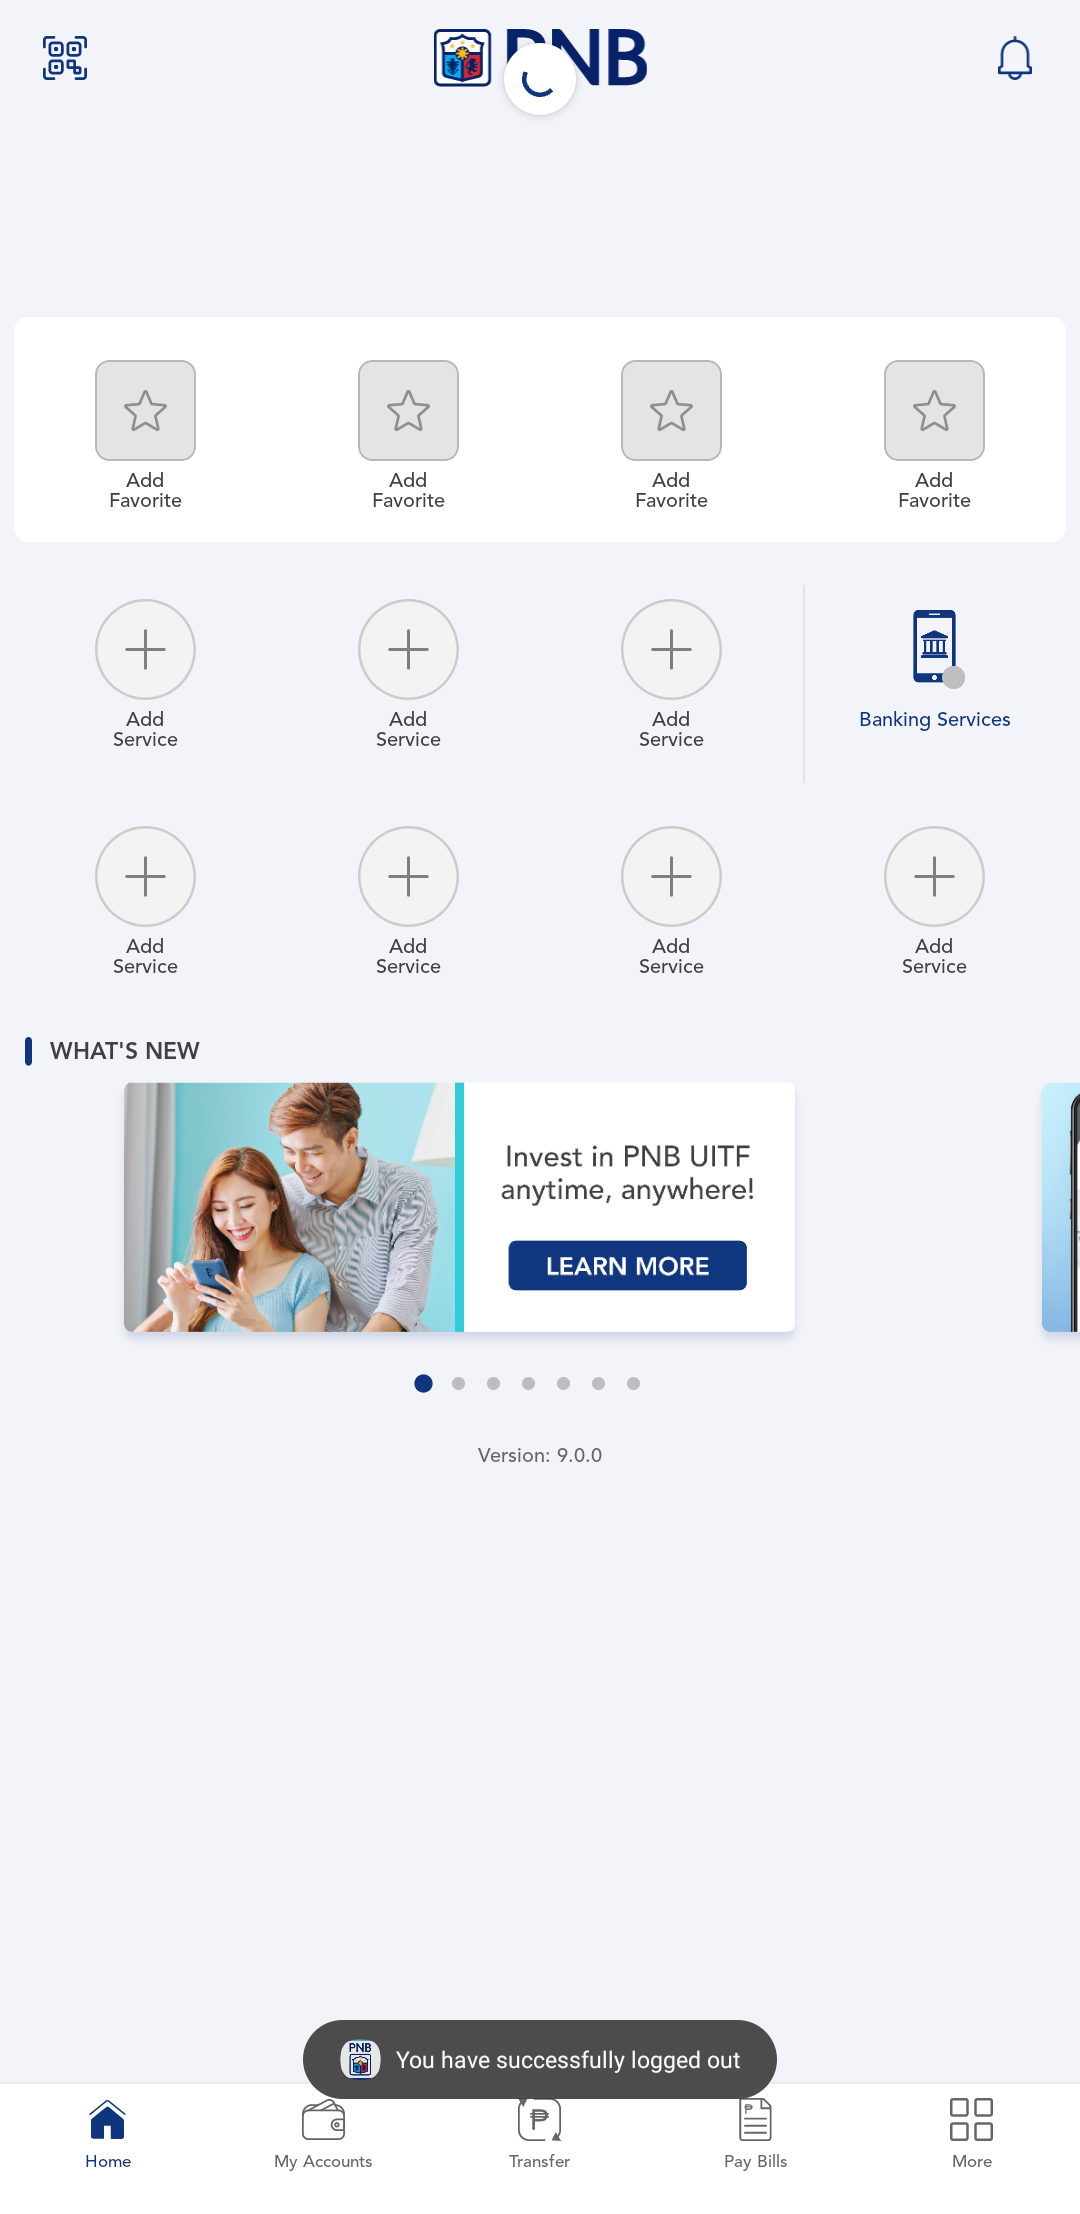 PNB
Add
Favorite
Add
Favorite
Add
Favorite
Add
Favorite
Add
Service
Add
Service
Add
Service
Banking Services
Add
Service
Add
Service
Add
Service
Add
Service
WHAT'S NEW
Invest in PNB UITF
anytime, anywhere!
LEARN MORE
Version: 9.0.0
PNB
You have successfully logged out
Home
My Accounts
Transfer
Pay Bills
More